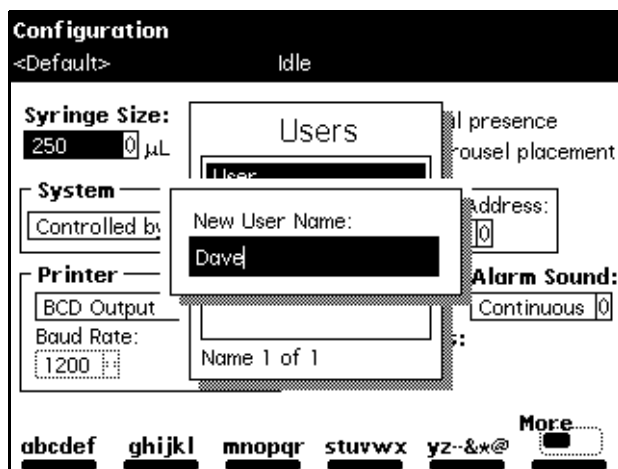 Configuration
<Default> Idle
Syringe Size:
250 µL
Users
l presence
rousel placement
User
System
Controlled by
Address:
0
New User Name:
Dave
Printer
BCD Output
Baud Rate:
1200
Alarm Sound:
Continuous
Name 1 of 1
s:
abcdef ghijkl mnopqr stuvwx yz--&*@ More